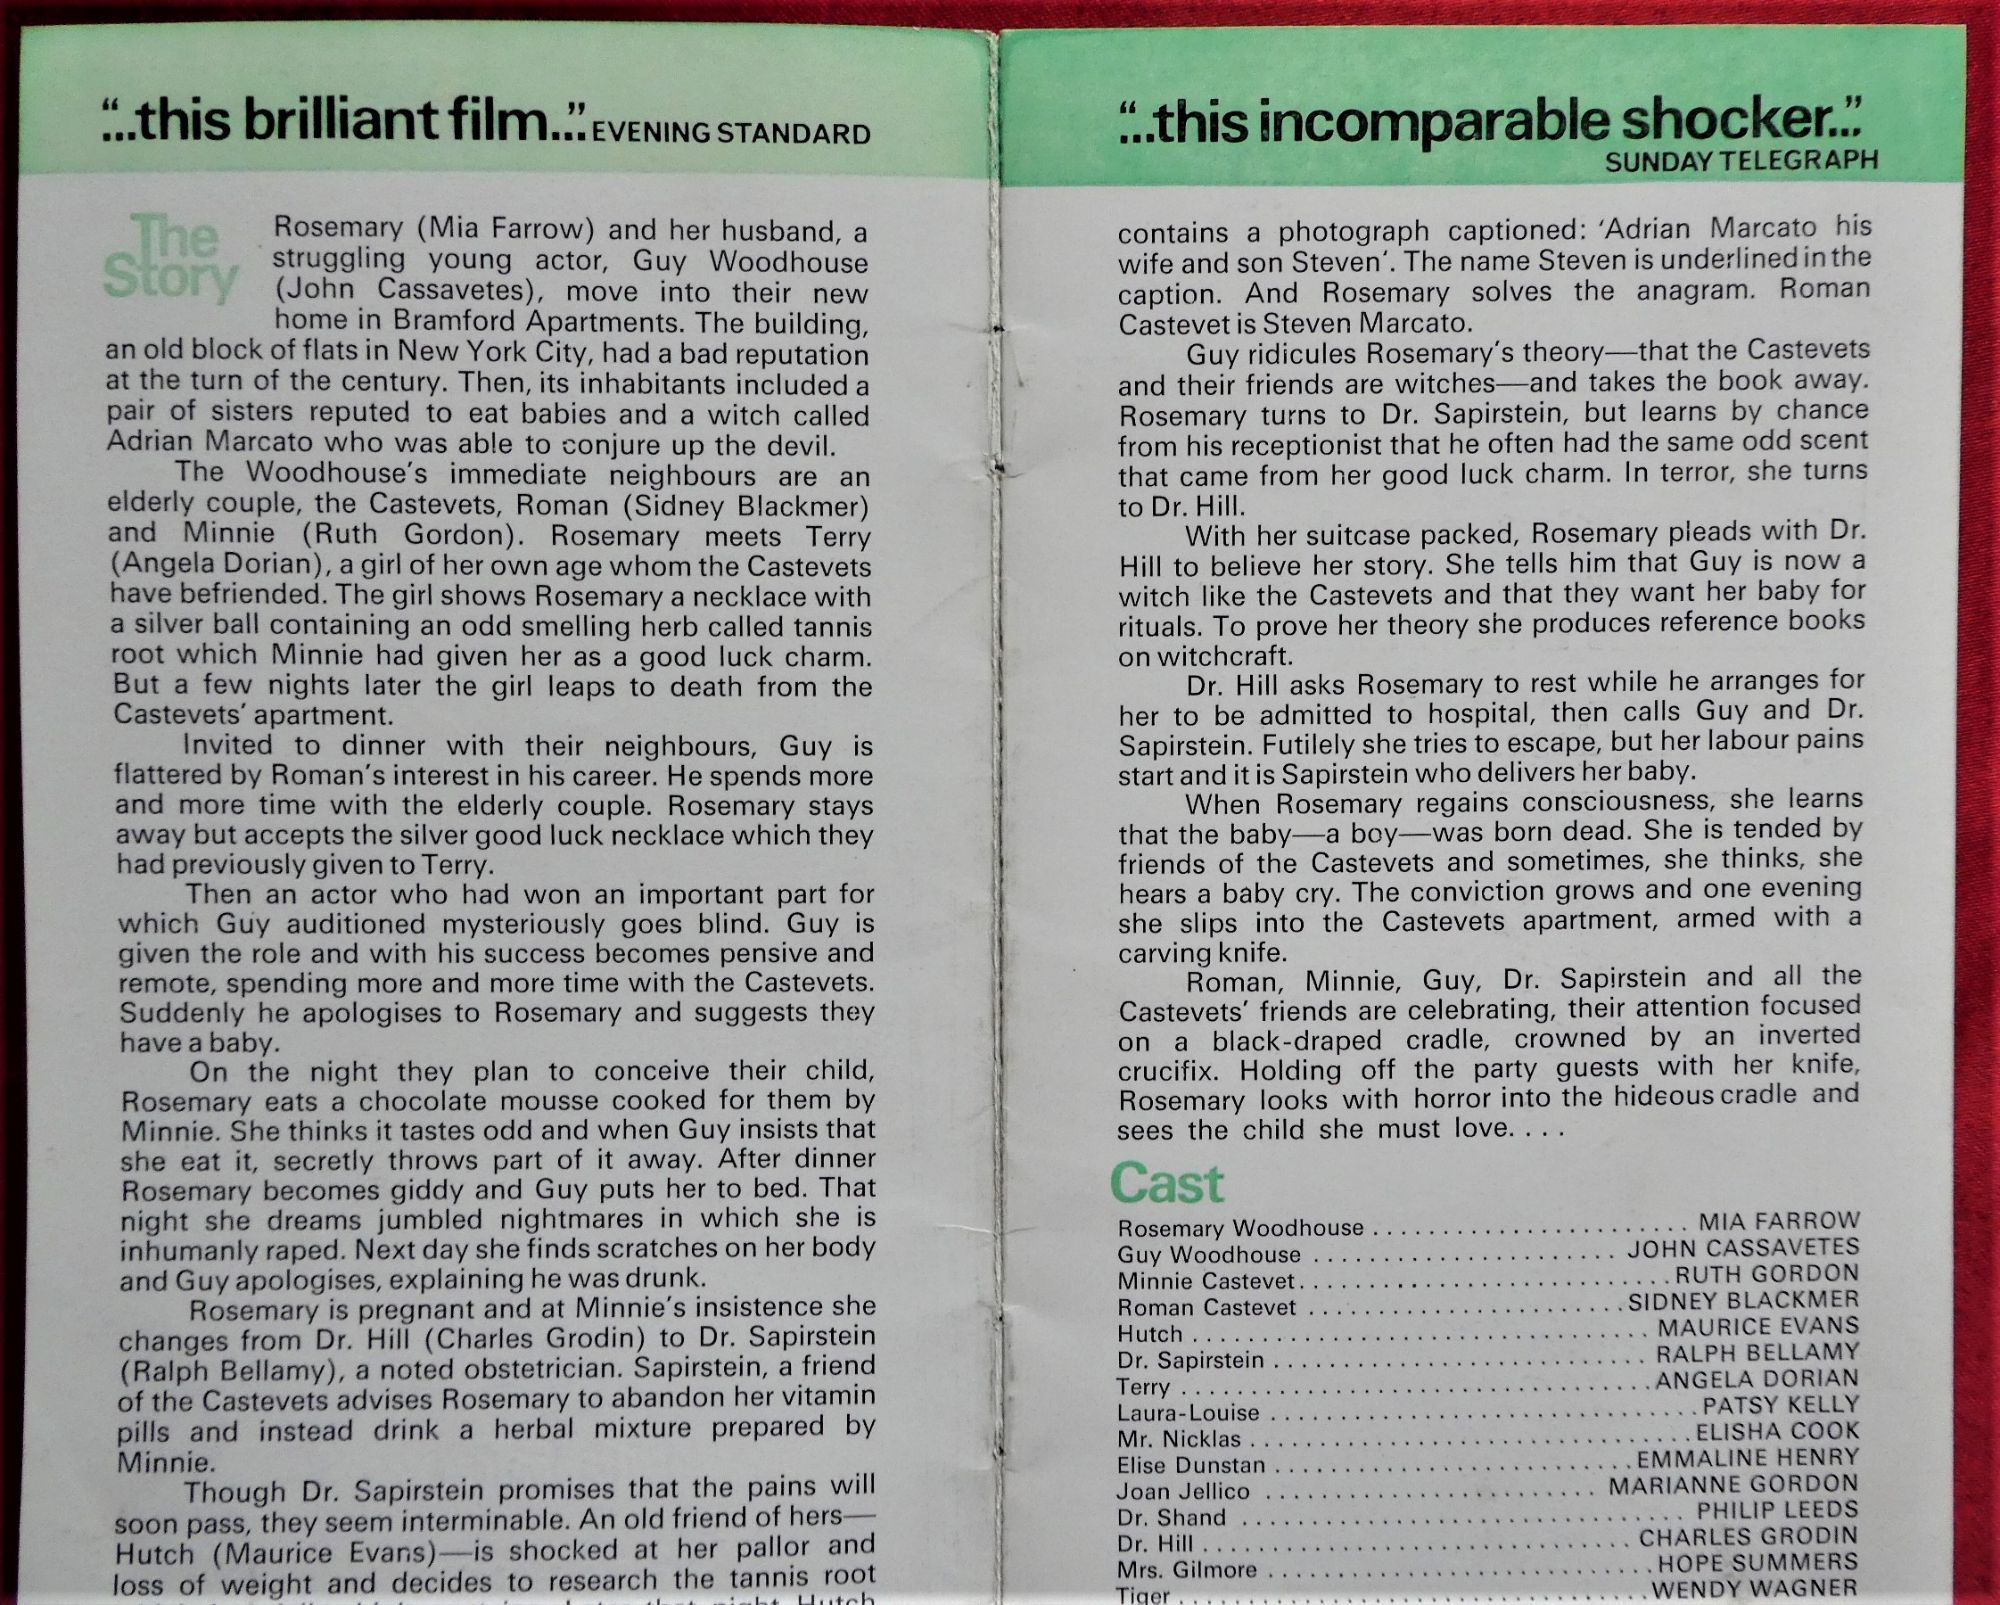 “...this brilliant film...” EVENING STANDARD
The
Story
Rosemary (Mia Farrow) and her husband, a
struggling young actor, Guy Woodhouse
(John Cassavetes), move into their new
home in Bramford Apartments. The building,
an old block of flats in New York City, had a bad reputation
at the turn of the century. Then, its inhabitants included a
pair of sisters reputed to eat babies and a witch called
Adrian Marcato who was able to conjure up the devil.
The Woodhouse's immediate neighbours are an
elderly couple, the Castevets, Roman (Sidney Blackmer)
and Minnie (Ruth Gordon). Rosemary meets Terry
(Angela Dorian), a girl of her own age whom the Castevets
have befriended. The girl shows Rosemary a necklace with
a silver ball containing an odd smelling herb called tannis
root which Minnie had given her as a good luck charm.
But a few nights later the girl leaps to death from the
Castevets' apartment.
Invited to dinner with their neighbours, Guy is
flattered by Roman's interest in his career. He spends more
and more time with the elderly couple. Rosemary stays
away but accepts the silver good luck necklace which they
had previously given to Terry.
Then an actor who had won an important part for
which Guy auditioned mysteriously goes blind. Guy is
given the role and with his success becomes pensive and
remote, spending more and more time with the Castevets.
Suddenly he apologises to Rosemary and suggests they
have a baby.
On the night they plan to conceive their child,
Rosemary eats a chocolate mousse cooked for them by
Minnie. She thinks it tastes odd and when Guy insists that
she eat it, secretly throws part of it away. After dinner
Rosemary becomes giddy and Guy puts her to bed. That
night she dreams jumbled nightmares in which she is
inhumanly raped. Next day she finds scratches on her body
and Guy apologises, explaining he was drunk.
Rosemary is pregnant and at Minnie's insistence she
changes from Dr. Hill (Charles Grodin) to Dr. Sapirstein
(Ralph Bellamy), a noted obstetrician. Sapirstein, a friend
of the Castevets advises Rosemary to abandon her vitamin
pills and instead drink a herbal mixture prepared by
Minnie.
Though Dr. Sapirstein promises that the pains will
soon pass, they seem interminable. An old friend of hers—
Hutch (Maurice Evans)—is shocked at her pallor and
loss of weight and decides to research the tannis root
that night Hutch
“...this incomparable shocker...”
SUNDAY TELEGRAPH
contains a photograph captioned: ‘Adrian Marcato his
wife and son Steven’. The name Steven is underlined in the
caption. And Rosemary solves the anagram. Roman
Castevet is Steven Marcato.
Guy ridicules Rosemary's theory—that the Castevets
and their friends are witches—and takes the book away.
Rosemary turns to Dr. Sapirstein, but learns by chance
from his receptionist that he often had the same odd scent
that came from her good luck charm. In terror, she turns
to Dr. Hill.
With her suitcase packed, Rosemary pleads with Dr.
Hill to believe her story. She tells him that Guy is now a
witch like the Castevets and that they want her baby for
rituals. To prove her theory she produces reference books
on witchcraft.
Dr. Hill asks Rosemary to rest while he arranges for
her to be admitted to hospital, then calls Guy and Dr.
Sapirstein. Futilely she tries to escape, but her labour pains
start and it is Sapirstein who delivers her baby.
When Rosemary regains consciousness, she learns
that the baby—a boy—was born dead. She is tended by
friends of the Castevets and sometimes, she thinks, she
hears a baby cry. The conviction grows and one evening
she slips into the Castevets apartment, armed with a
carving knife.
Roman, Minnie, Guy, Dr. Sapirstein and all the
Castevets' friends are celebrating, their attention focused
on a black-draped cradle, crowned by an inverted
crucifix. Holding off the party guests with her knife,
Rosemary looks with horror into the hideous cradle and
sees the child she must love. . . .
Cast
Rosemary Woodhouse . . . . . MIA FARROW
Guy Woodhouse . . . . . JOHN CASSAVETES
Minnie Castevet . . . . . RUTH GORDON
Roman Castevet . . . . . SIDNEY BLACKMER
Hutch . . . . . MAURICE EVANS
Dr. Sapirstein . . . . . RALPH BELLAMY
Terry . . . . . ANGELA DORIAN
Laura-Louise . . . . . PATSY KELLY
Mr. Nicklas . . . . . ELISHA COOK
Elise Dunstan . . . . . EMMALINE HENRY
Joan Jellico . . . . . MARIANNE GORDON
Dr. Shand . . . . . PHILIP LEEDS
Dr. Hill . . . . . CHARLES GRODIN
Mrs. Gilmore . . . . . HOPE SUMMERS
Tiger . . . . . WENDY WAGNER